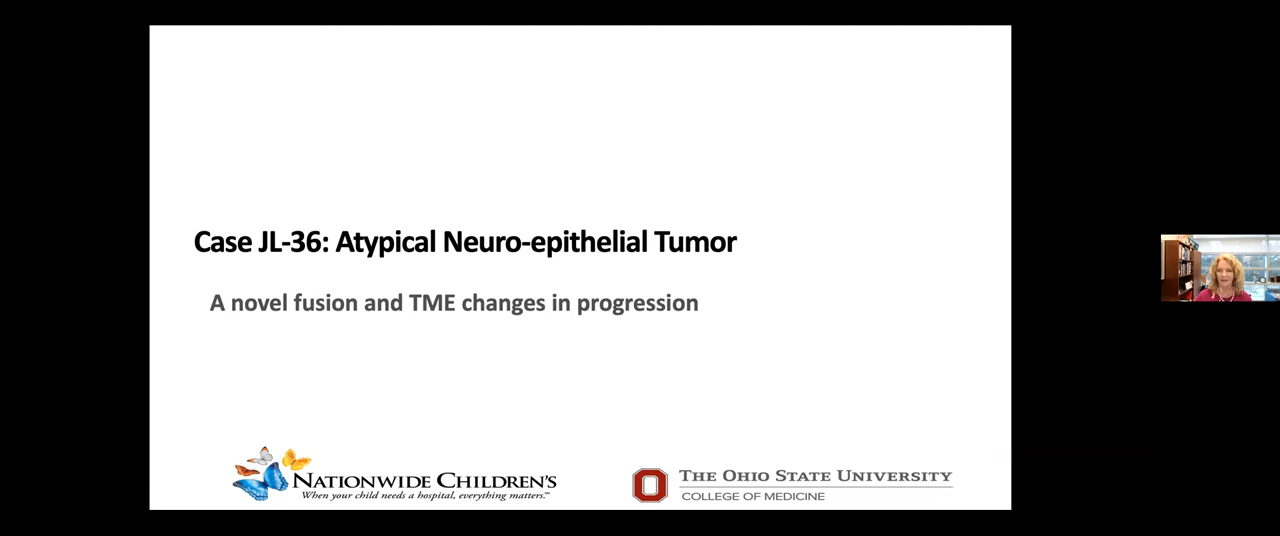 Case JL-36: Atypical Neuro-epithelial Tumor
A novel fusion and TME changes in progression
NATIONWIDE CHILDREN'S
When your child needs a hospital, everything matters.™
THE OHIO STATE UNIVERSITY
COLLEGE OF MEDICINE